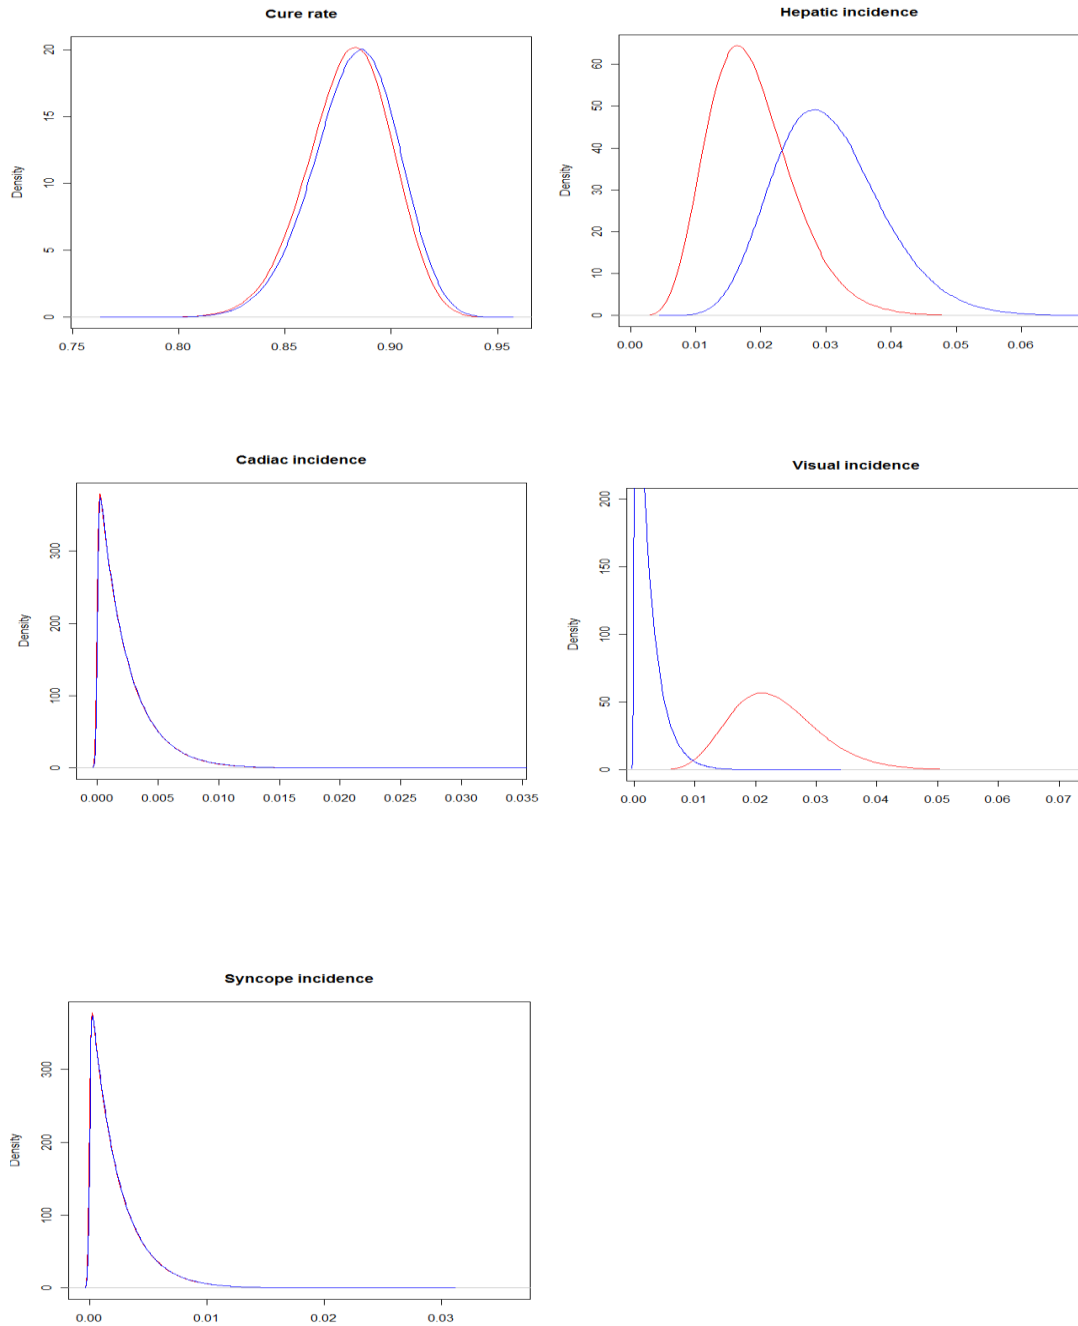 Cure rate
Density
0
5
10
15
20
0.75 0.80 0.85 0.90 0.95
Hepatic incidence
Density
0
10
20
30
40
50
60
0.00 0.01 0.02 0.03 0.04 0.05 0.06
Cadiac incidence
Density
0
100
200
300
0.000 0.005 0.010 0.015 0.020 0.025 0.030 0.035
Visual incidence
Density
0
50
100
150
200
0.00 0.01 0.02 0.03 0.04 0.05 0.06 0.07
Syncope incidence
Density
0
100
200
300
0.00 0.01 0.02 0.03